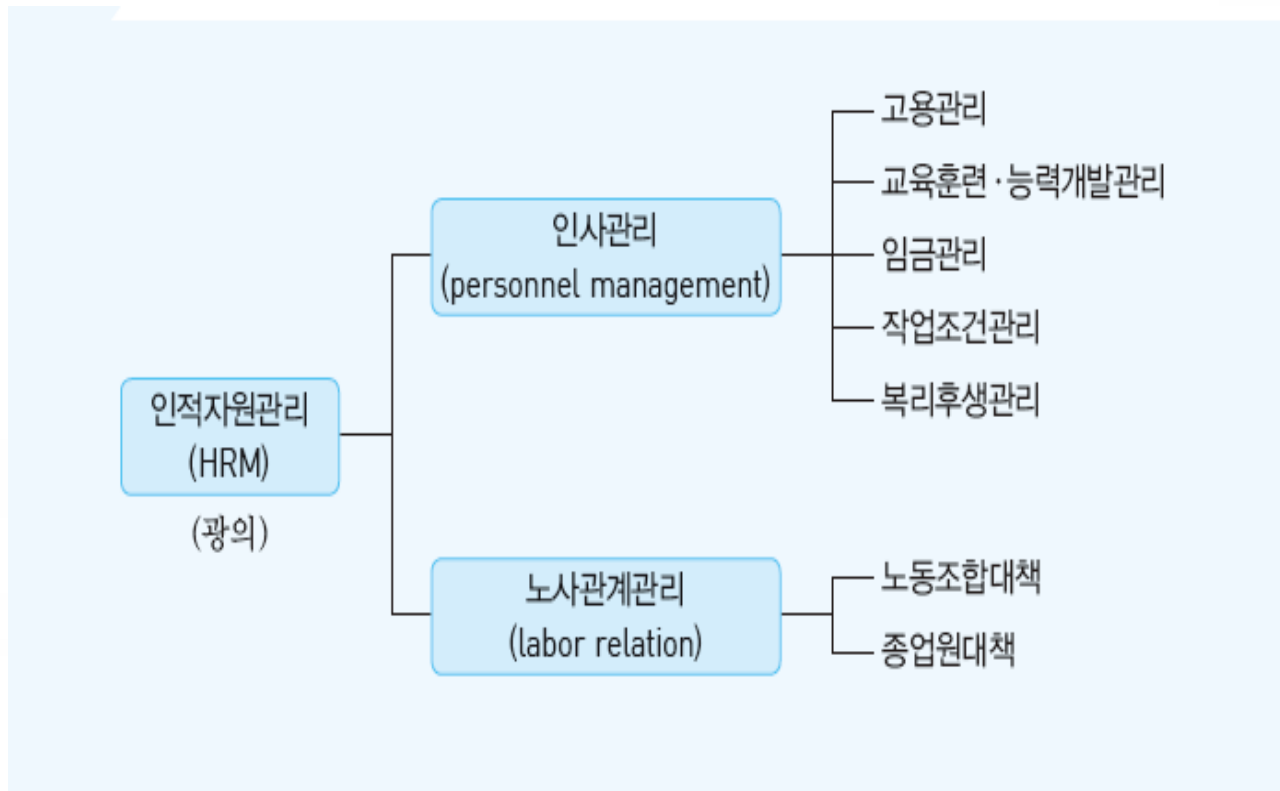 인적자원관리
(HRM)
(광의)
인사관리
(personnel management)
고용관리
교육훈련·능력개발관리
임금관리
작업조건관리
복리후생관리
노사관계관리
(labor relation)
노동조합대책
종업원대책